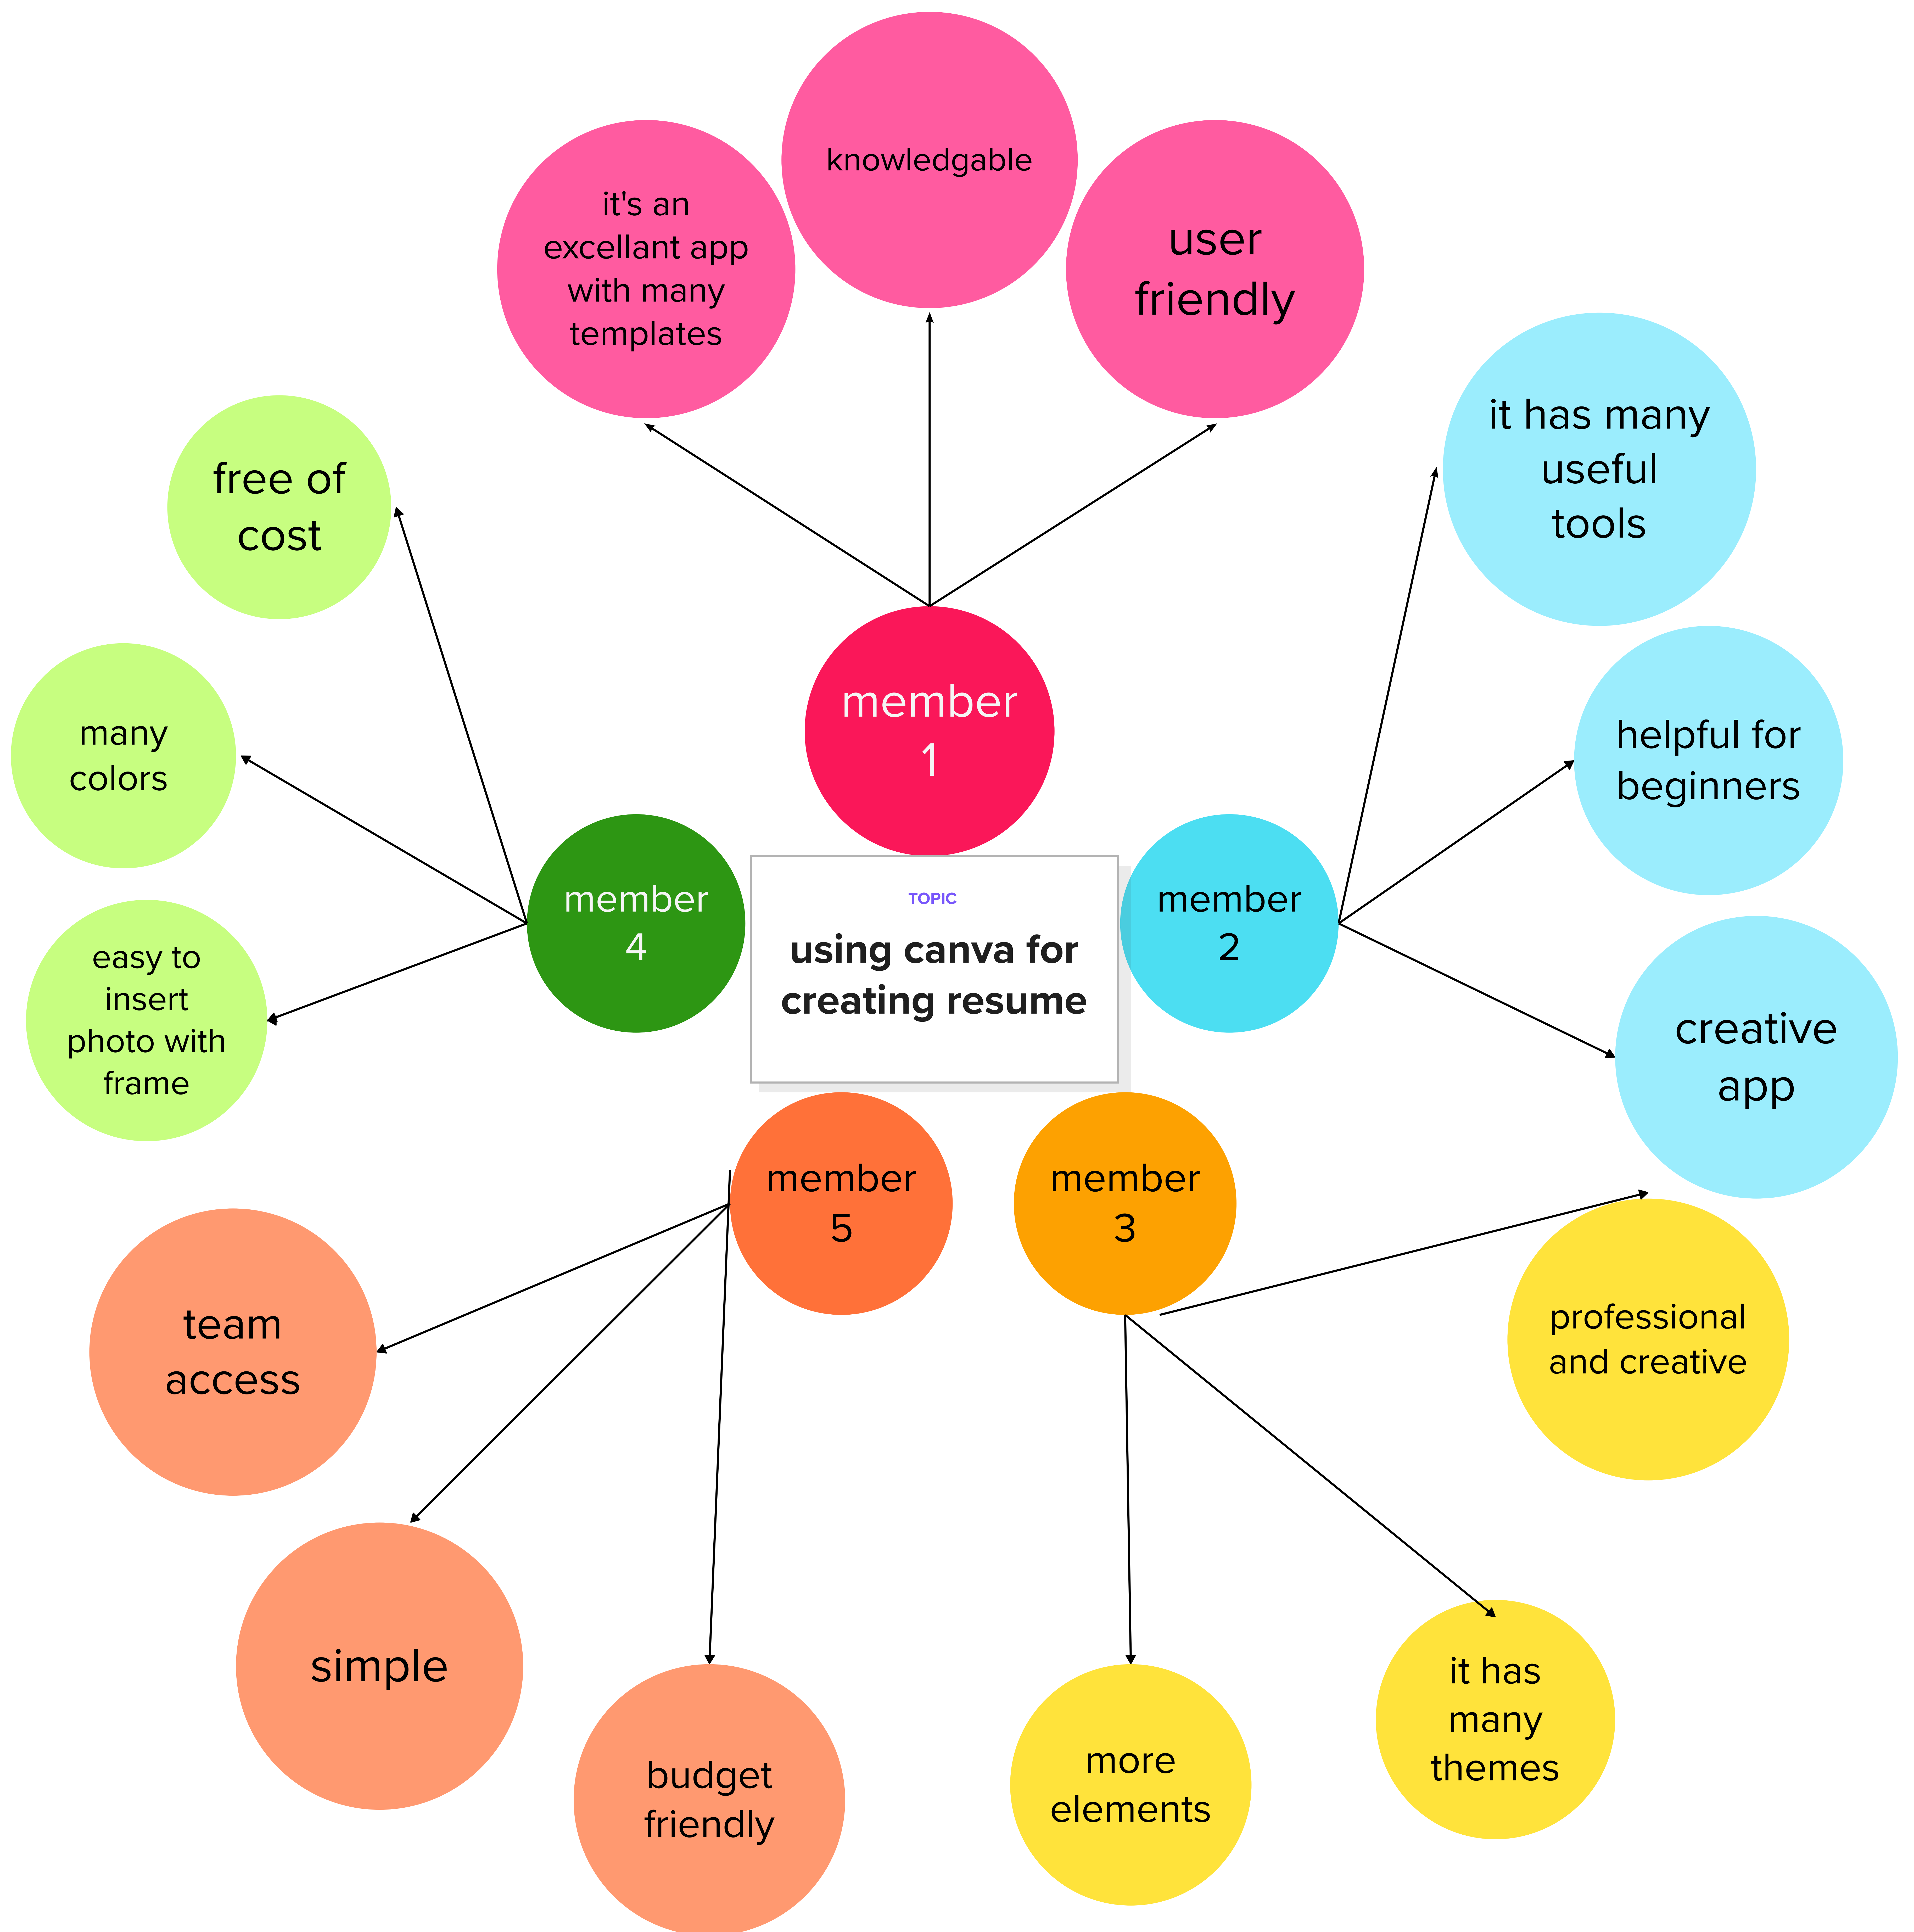 knowledgable
it's an
excellant app
with many
templates
user
friendly
it has many
useful
tools
free of
cost
many
colors
helpful for
beginners
member
1
member
4
TOPIC
using canva for
creating resume
member
2
easy to
insert
photo with
frame
creative
app
member
5
member
3
team
access
professional
and creative
simple
budget
friendly
more
elements
it has
many
themes